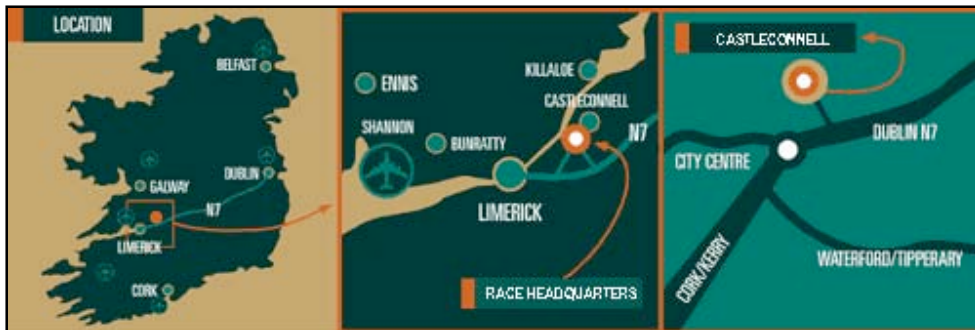 LOCATION
BELFAST
DUBLIN
GALWAY
N7
LIMERICK
CORK
ENNIS
KILLALOE
CASTLECONNELL
SHANNON
BUNRATTY
N7
LIMERICK
RACE HEADQUARTERS
CASTLECONNELL
DUBLIN N7
CITY CENTRE
CORK/KERRY
WATERFORD/TIPPERARY